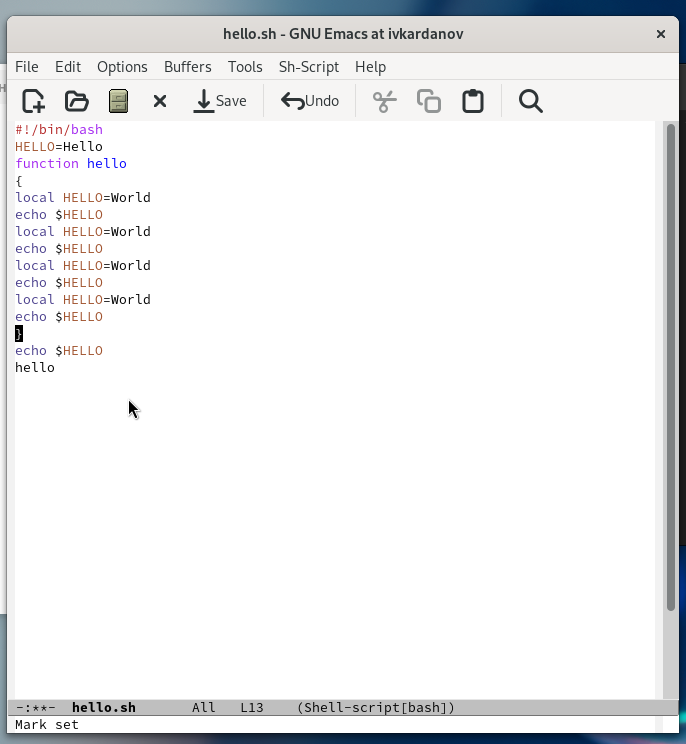 hello.sh - GNU Emacs at ivkardanov
File Edit Options Buffers Tools Sh-Script Help
Save Undo
#!/bin/bash
HELLO=Hello
function hello
{
local HELLO=World
echo $HELLO
local HELLO=World
echo $HELLO
local HELLO=World
echo $HELLO
local HELLO=World
echo $HELLO
}
echo $HELLO
hello
-:**- hello.sh All L13 (Shell-script[bash])
Mark set